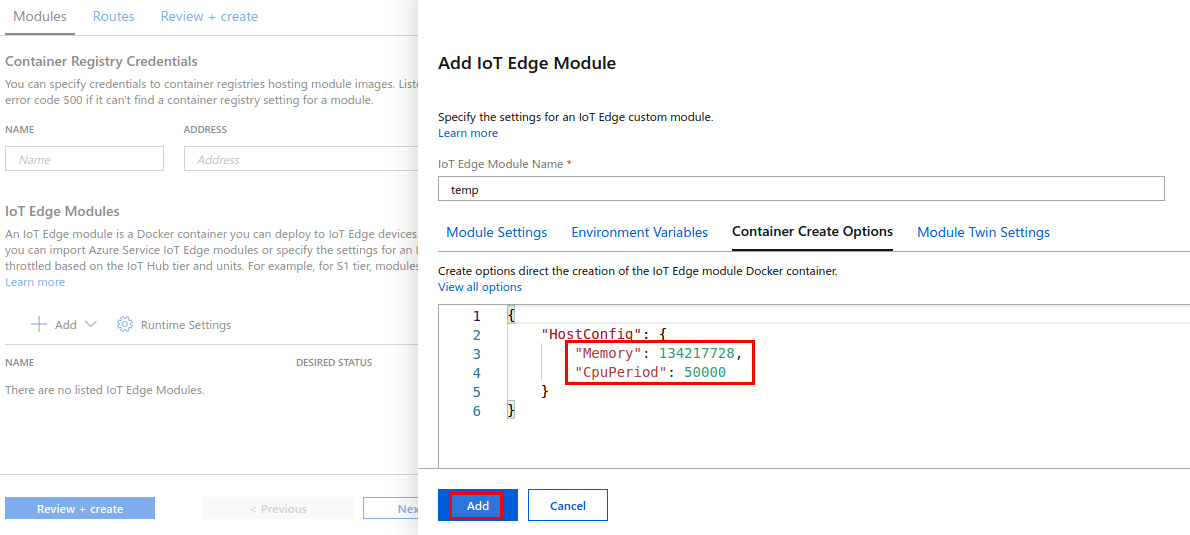 Modules Routes Review + create
Container Registry Credentials
You can specify credentials to container registries hosting module images. Liste
error code 500 if it can't find a container registry setting for a module.
NAME ADDRESS
Name Address
IoT Edge Modules
An IoT Edge module is a Docker container you can deploy to IoT Edge devices
you can import Azure Service IoT Edge modules or specify the settings for an I
throttled based on the IoT Hub tier and units. For example, for S1 tier, modules
Learn more
Add Runtime Settings
NAME DESIRED STATUS
There are no listed IoT Edge Modules.
Review + create < Previous Nex
Add IoT Edge Module
Specify the settings for an IoT Edge custom module.
Learn more
IoT Edge Module Name *
temp
Module Settings Environment Variables Container Create Options Module Twin Settings
Create options direct the creation of the IoT Edge module Docker container.
View all options
1 {
2 "HostConfig": {
3 "Memory": 134217728,
4 "CpuPeriod": 50000
5 }
6 }
Add Cancel